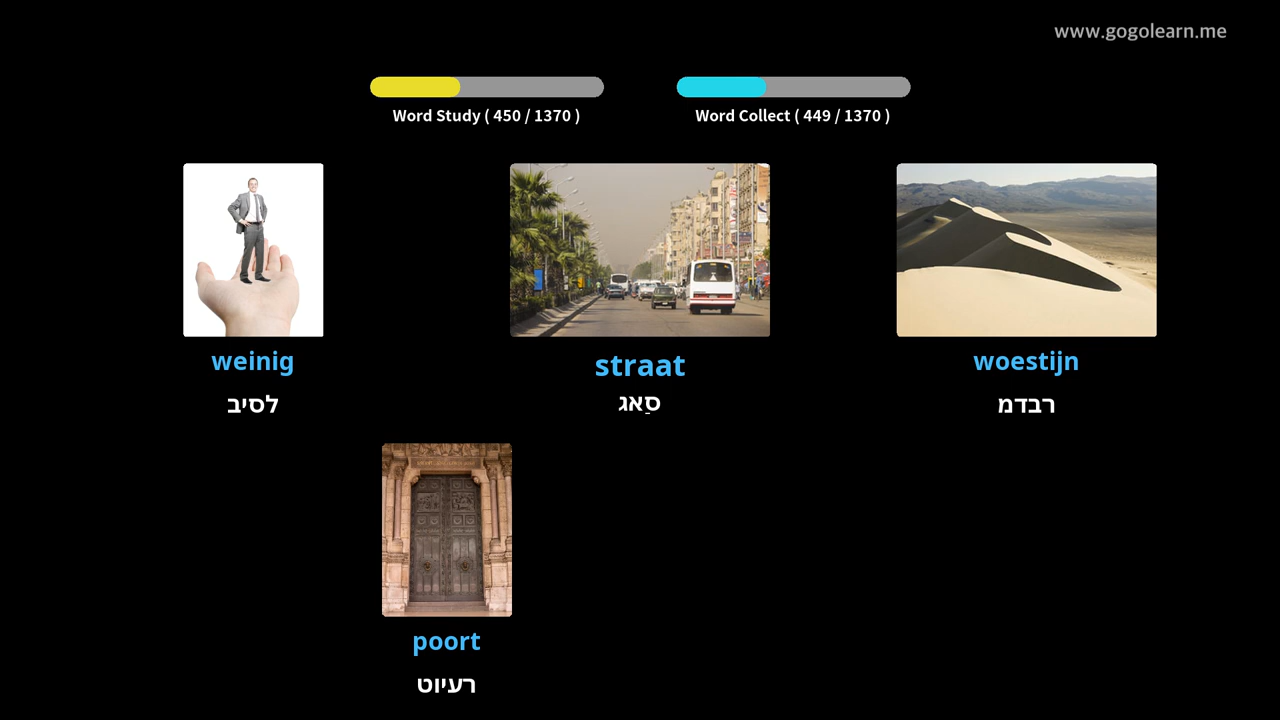 www.gogolearn.me
Word Study ( 450 / 1370 )
Word Collect ( 449 / 1370 )
weinig
לסיב
straat
סַאג
woestijn
רבדמ
poort
רעיוט